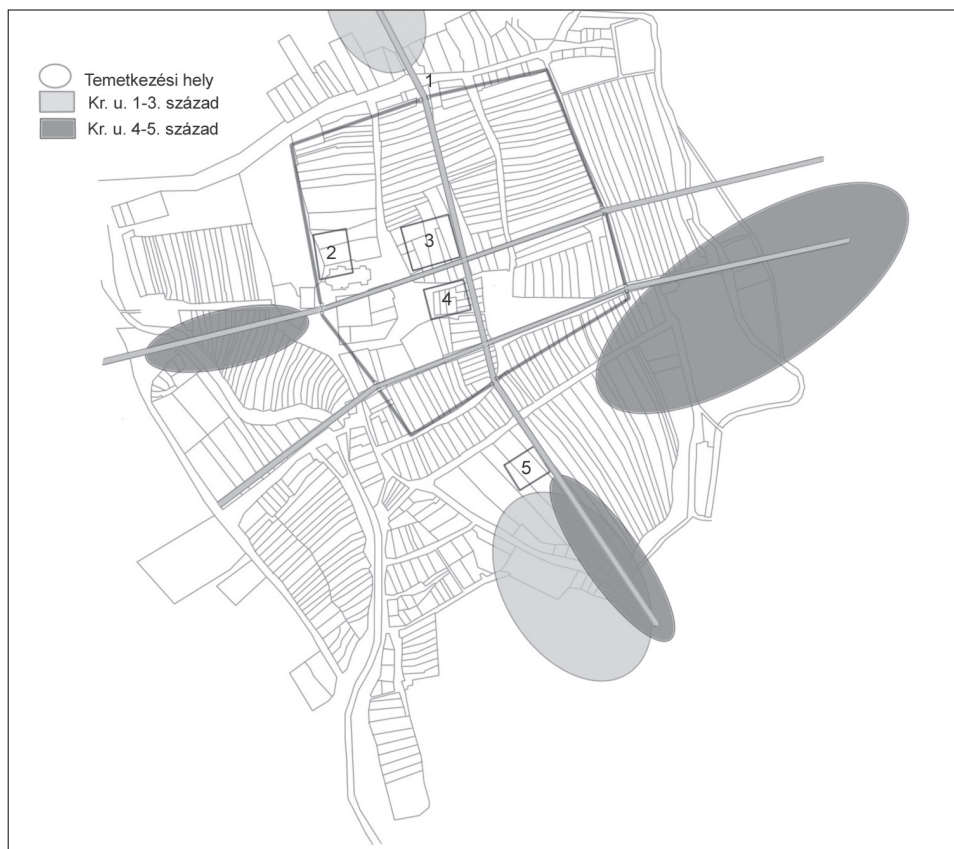 Temetkezési hely
Kr. u. 1-3. század
Kr. u. 4-5. század
1
2
3
4
5